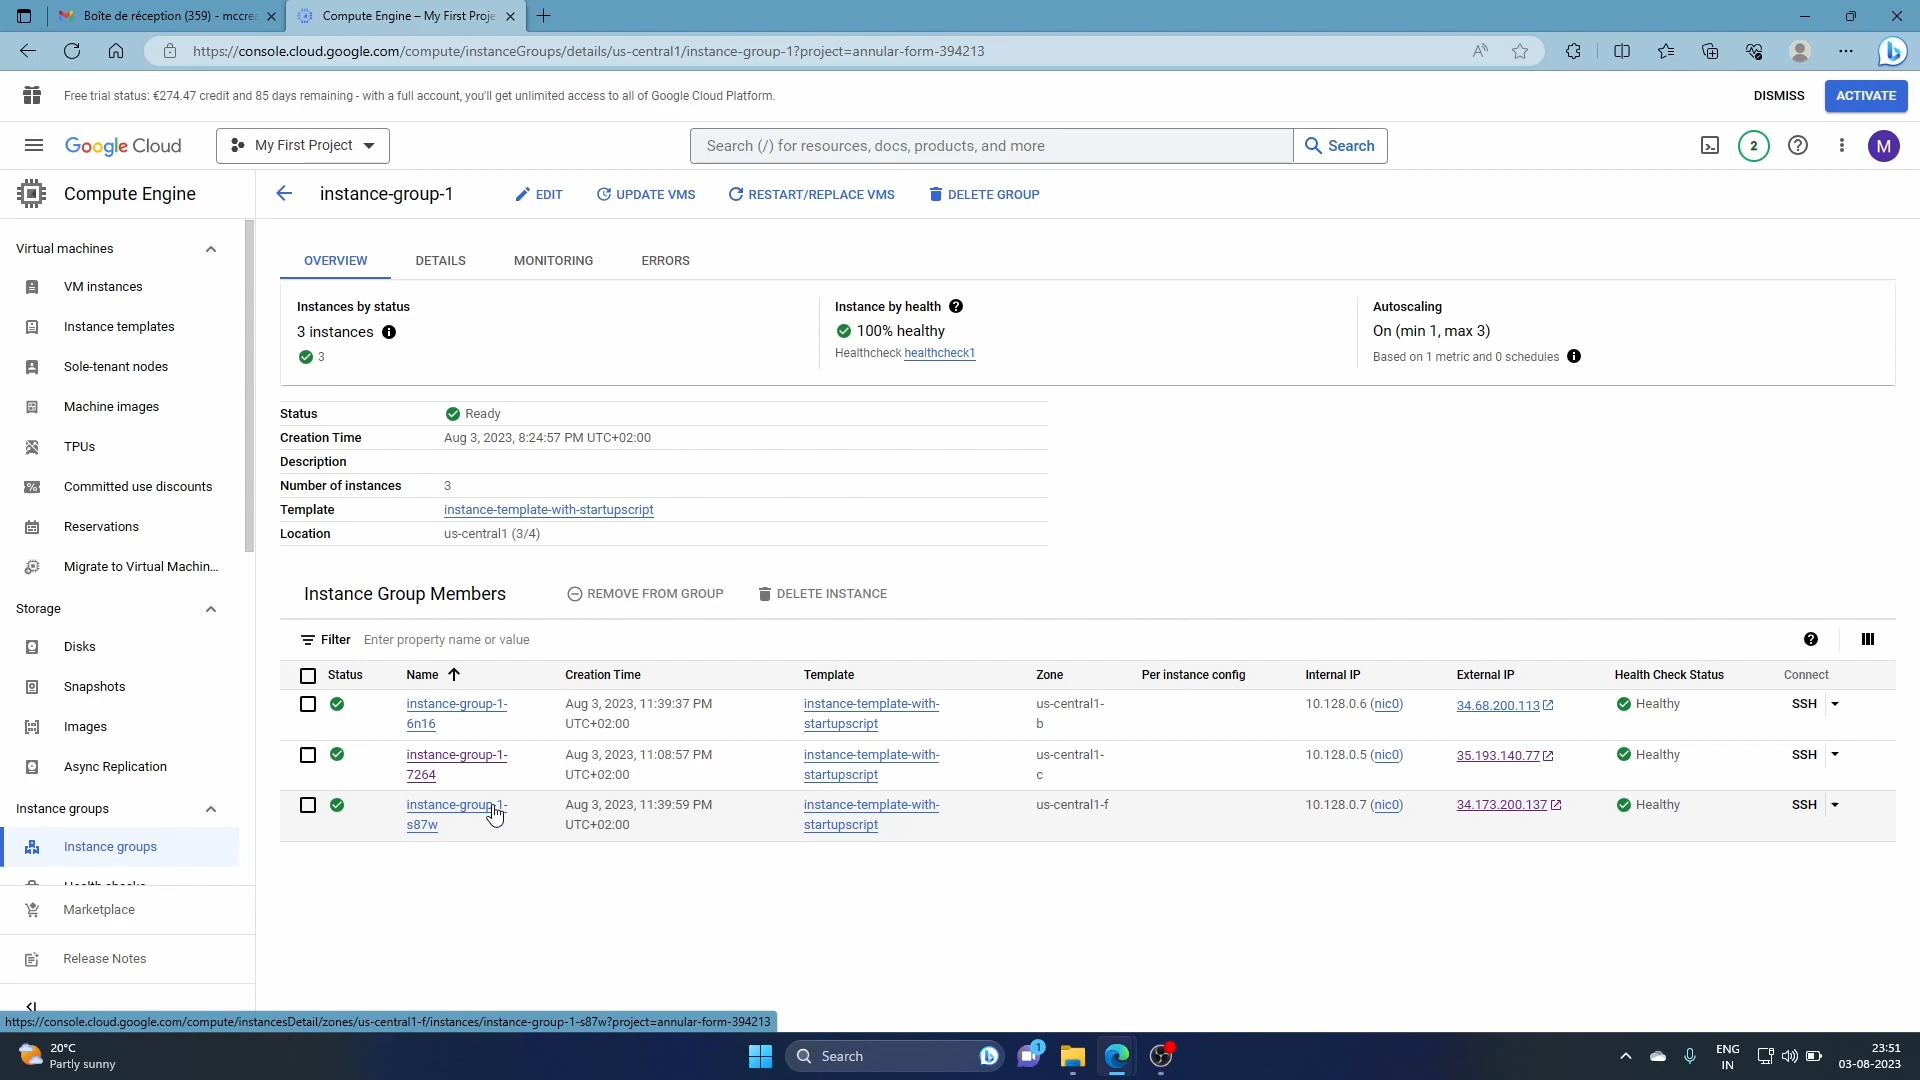 Boîte de réception (359) - mccrea
Compute Engine – My First Proje
https://console.cloud.google.com/compute/instanceGroups/details/us-central1/instance-group-1?project=annular-form-394213
Free trial status: €274.47 credit and 85 days remaining - with a full account, you'll get unlimited access to all of Google Cloud Platform.
DISMISS
ACTIVATE
Google Cloud
My First Project
Search (/) for resources, docs, products, and more
Search
2
M
Compute Engine
instance-group-1
EDIT
UPDATE VMS
RESTART/REPLACE VMS
DELETE GROUP
Virtual machines
VM instances
Instance templates
Sole-tenant nodes
Machine images
TPUs
Committed use discounts
Reservations
Migrate to Virtual Machin...
Storage
Disks
Snapshots
Images
Async Replication
Instance groups
Instance groups
Health checks
Marketplace
Release Notes
OVERVIEW
DETAILS
MONITORING
ERRORS
Instances by status
3 instances
3
Instance by health
100% healthy
Healthcheck healthcheck1
Autoscaling
On (min 1, max 3)
Based on 1 metric and 0 schedules
Status Ready
Creation Time Aug 3, 2023, 8:24:57 PM UTC+02:00
Description
Number of instances 3
Template instance-template-with-startupscript
Location us-central1 (3/4)
Instance Group Members
REMOVE FROM GROUP
DELETE INSTANCE
Filter Enter property name or value
Status Name Creation Time Template Zone Per instance config Internal IP External IP Health Check Status Connect
instance-group-1- Aug 3, 2023, 11:39:37 PM instance-template-with- us-central1- 10.128.0.6 (nic0) 34.68.200.113 Healthy SSH
6n16 UTC+02:00 startupscript b
instance-group-1- Aug 3, 2023, 11:08:57 PM instance-template-with- us-central1- 10.128.0.5 (nic0) 35.193.140.77 Healthy SSH
7264 UTC+02:00 startupscript c
instance-group-1- Aug 3, 2023, 11:39:59 PM instance-template-with- us-central1-f 10.128.0.7 (nic0) 34.173.200.137 Healthy SSH
s87w UTC+02:00 startupscript
https://console.cloud.google.com/compute/instancesDetail/zones/us-central1-f/instances/instance-group-1-s87w?project=annular-form-394213
20°C
Partly sunny
Search
1
ENG
IN
23:51
03-08-2023